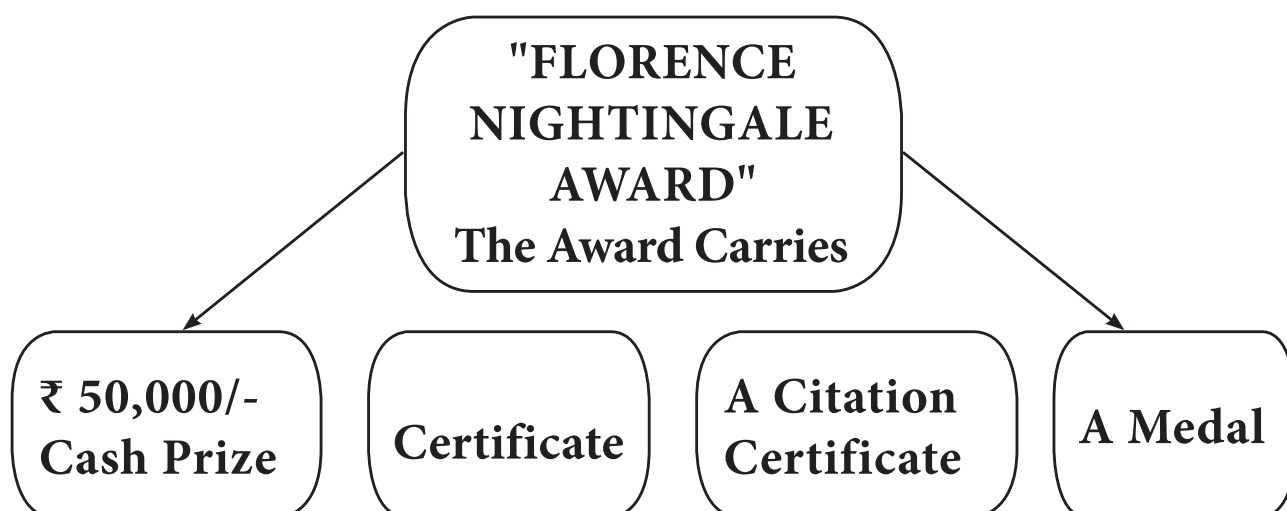 "FLORENCE
NIGHTINGALE
AWARD"
The Award Carries
₹ 50,000/-
Cash Prize
Certificate
A Citation
Certificate
A Medal